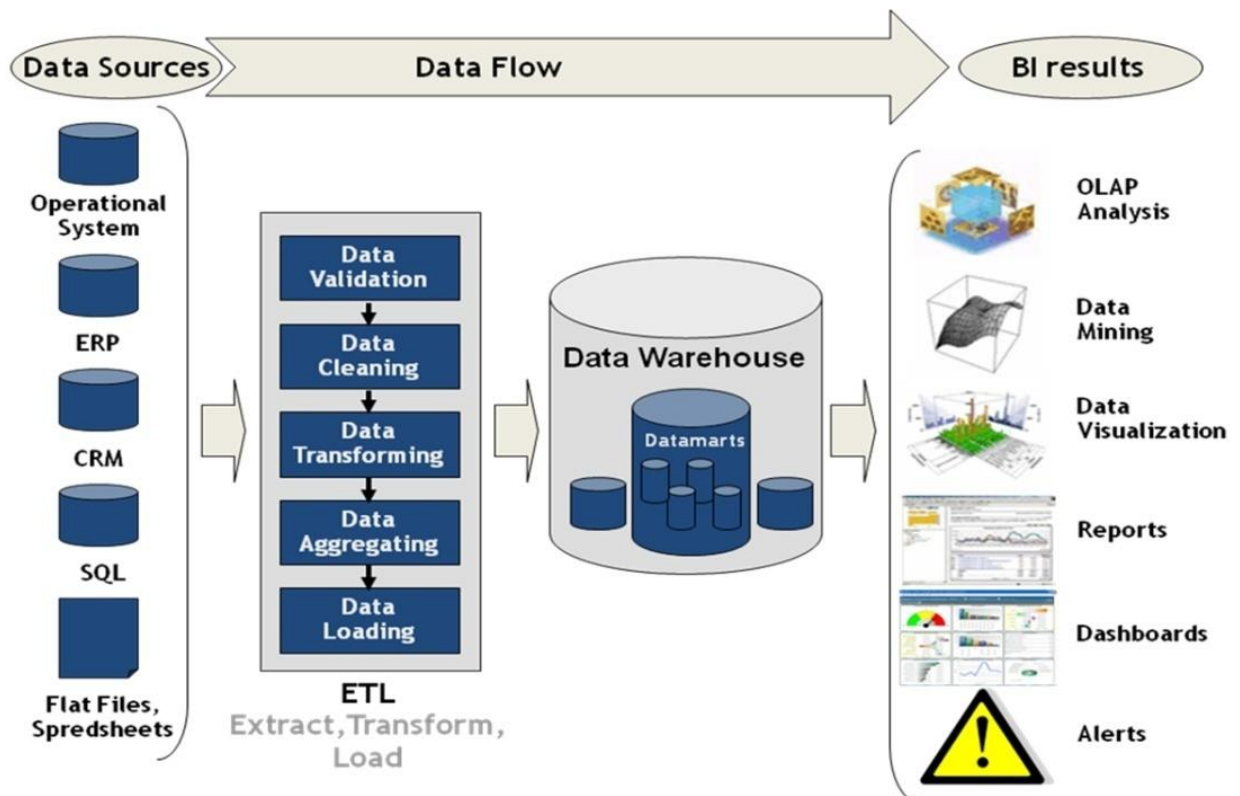 Data Sources
Data Flow
BI results
Operational
System
ERP
CRM
SQL
Flat Files,
Spredsheets
Data
Validation
Data
Cleaning
Data
Transforming
Data
Aggregating
Data
Loading
ETL
Extract,Transform,
Load
Data Warehouse
Datamarts
OLAP
Analysis
Data
Mining
Data
Visualization
Reports
Dashboards
Alerts